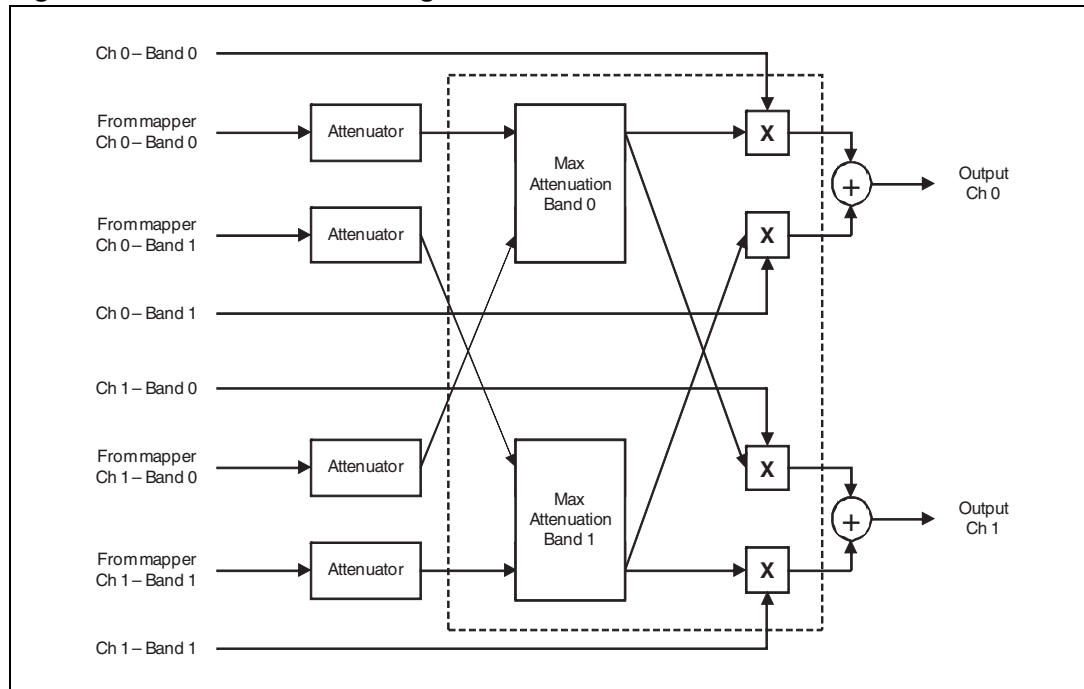 Ch 0 – Band 0
From mapper
Ch 0 – Band 0
Attenuator
Max
Attenuation
Band 0
X
+
Output
Ch 0
From mapper
Ch 0 – Band 1
Attenuator
X
Ch 0 – Band 1
Ch 1 – Band 0
From mapper
Ch 1 – Band 0
Attenuator
Max
Attenuation
Band 1
X
+
Output
Ch 1
From mapper
Ch 1 – Band 1
Attenuator
X
Ch 1 – Band 1